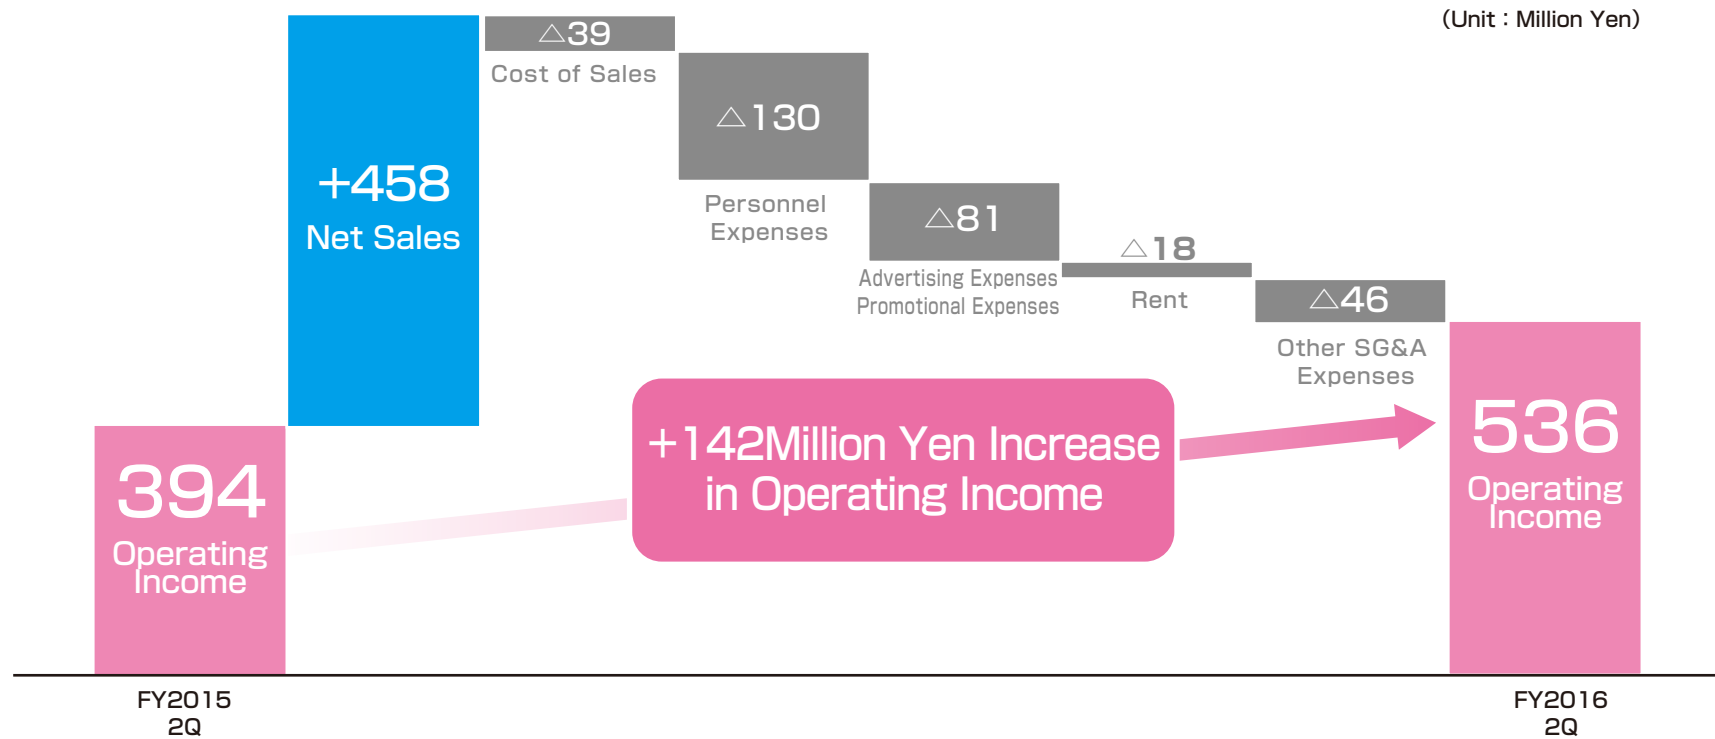 (Unit : Million Yen)
△39
Cost of Sales
△130
Personnel
Expenses
+458
Net Sales
△81
Advertising Expenses
Promotional Expenses
△18
Rent
△46
Other SG&A
Expenses
+142Million Yen Increase
in Operating Income
394
Operating
Income
536
Operating
Income
FY2015
2Q
FY2016
2Q